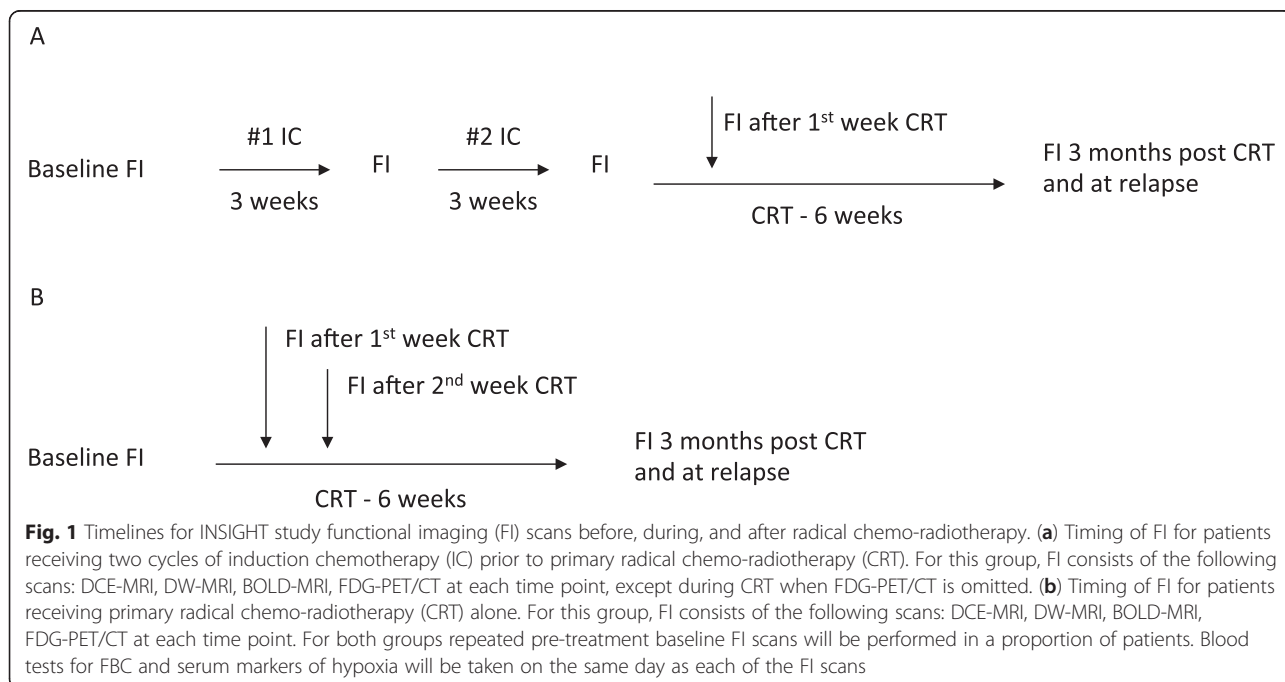 A
#1 IC
#2 IC
FI after 1st week CRT
Baseline FI
FI
FI
FI 3 months post CRT
and at relapse
3 weeks
3 weeks
CRT - 6 weeks
B
FI after 1st week CRT
FI after 2nd week CRT
Baseline FI
FI 3 months post CRT
and at relapse
CRT - 6 weeks
Fig. 1 Timelines for INSIGHT study functional imaging (FI) scans before, during, and after radical chemo-radiotherapy. (a) Timing of FI for patients
receiving two cycles of induction chemotherapy (IC) prior to primary radical chemo-radiotherapy (CRT). For this group, FI consists of the following
scans: DCE-MRI, DW-MRI, BOLD-MRI, FDG-PET/CT at each time point, except during CRT when FDG-PET/CT is omitted. (b) Timing of FI for patients
receiving primary radical chemo-radiotherapy (CRT) alone. For this group, FI consists of the following scans: DCE-MRI, DW-MRI, BOLD-MRI,
FDG-PET/CT at each time point. For both groups repeated pre-treatment baseline FI scans will be performed in a proportion of patients. Blood
tests for FBC and serum markers of hypoxia will be taken on the same day as each of the FI scans